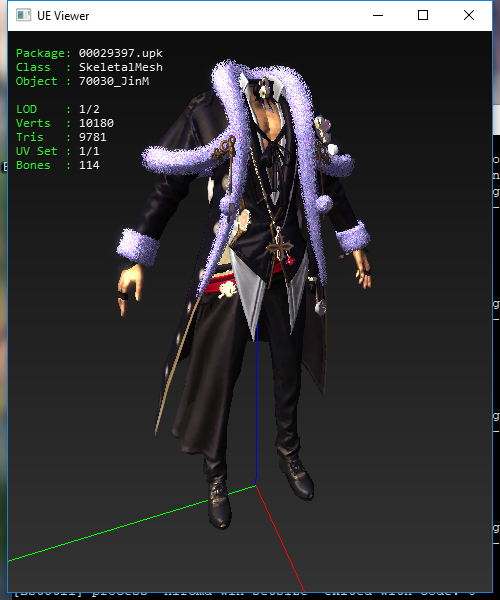 UE Viewer
Package: 00029397.upk
Class : SkeletalMesh
Object : 70030_JinM
LOD : 1/2
Verts : 10180
Tris : 9781
UV Set : 1/1
Bones : 114